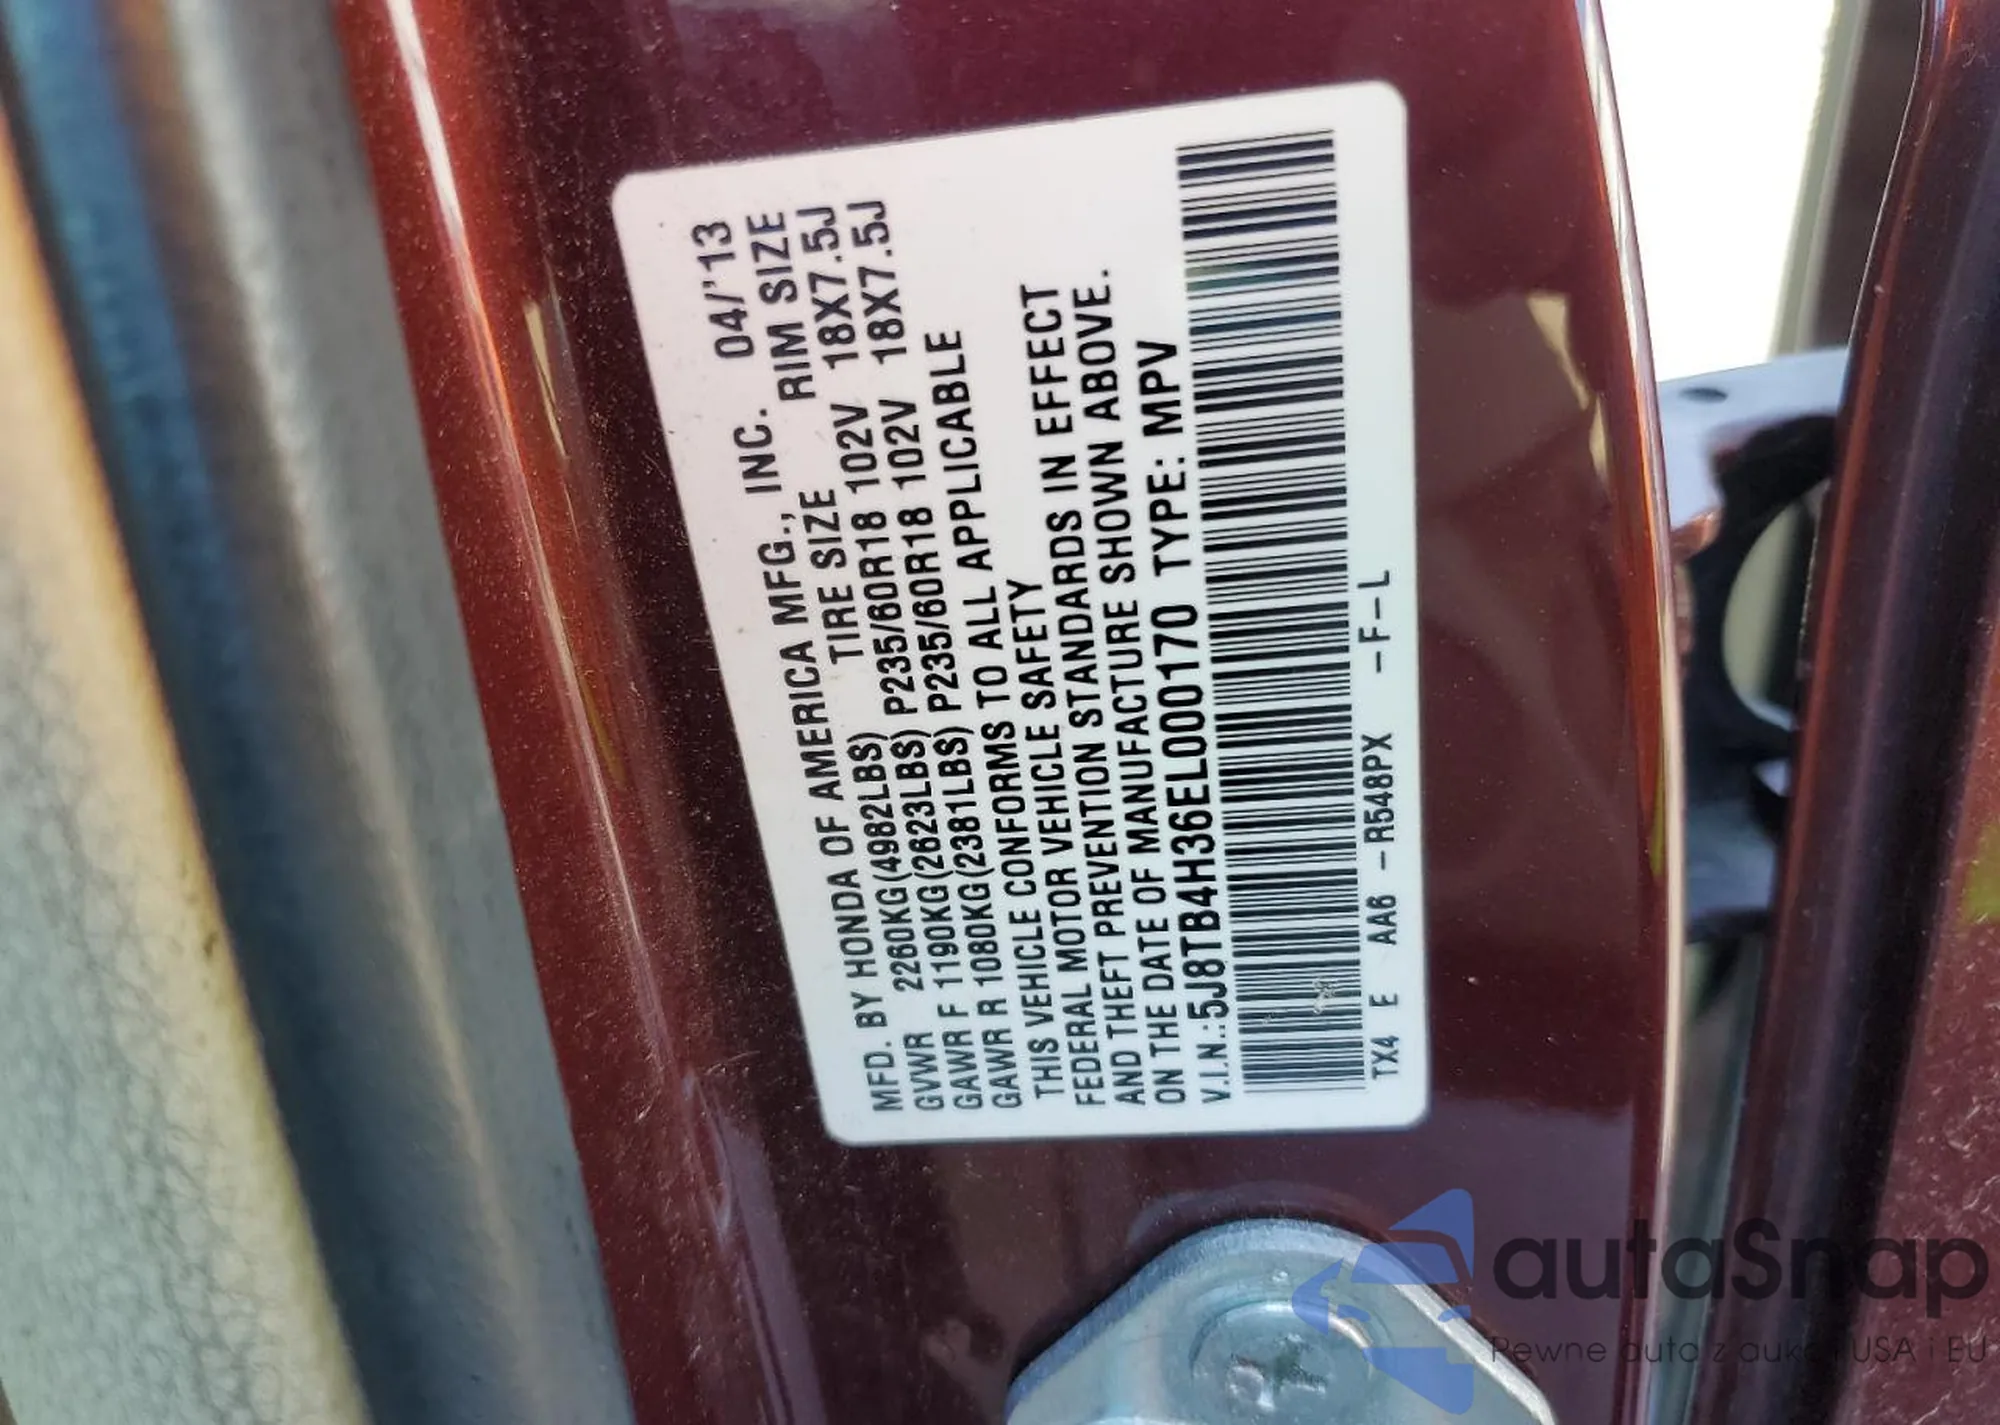 MFD. BY HONDA OF AMERICA MFG., INC. 04/'13
TIRE SIZE RIM SIZE
GVWR 2260KG(4982LBS)
GAWR F 1190KG(2623LBS) P235/60R18 102V 18X7.5J
GAWR R 1080KG(2381LBS) P235/60R18 102V 18X7.5J
THIS VEHICLE CONFORMS TO ALL APPLICABLE
FEDERAL MOTOR VEHICLE SAFETY
AND THEFT PREVENTION STANDARDS IN EFFECT
ON THE DATE OF MANUFACTURE SHOWN ABOVE.
V.I.N.:5J8TB4H36EL000170 TYPE: MPV
TX4 E AA6 -R548PX -F-L
autaSnap
Pewne auta z aukcji USA i EU